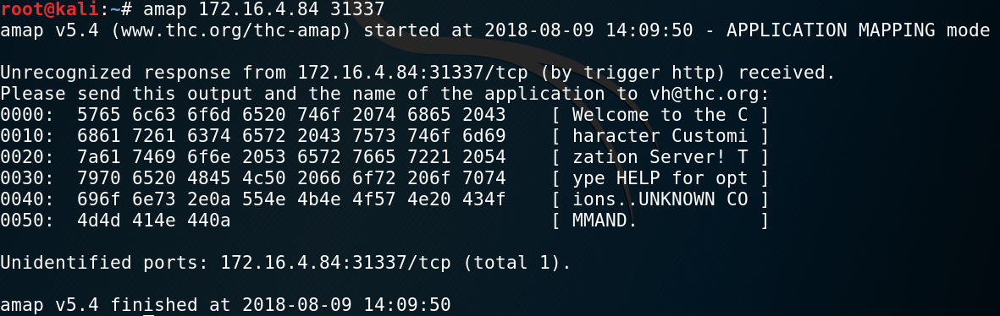 root@kali:~# amap 172.16.4.84 31337
amap v5.4 (www.thc.org/thc-amap) started at 2018-08-09 14:09:50 - APPLICATION MAPPING mode
Unrecognized response from 172.16.4.84:31337/tcp (by trigger http) received.
Please send this output and the name of the application to vh@thc.org:
0000:  5765 6c63 6f6d 6520 746f 2074 6865 2043    [ Welcome to the C ]
0010:  6861 7261 6374 6572 2043 7573 746f 6d69    [ haracter Customi ]
0020:  7a61 7469 6f6e 2053 6572 7665 7221 2054    [ zation Server! T ]
0030:  7970 6520 4845 4c50 2066 6f72 206f 7074    [ ype HELP for opt ]
0040:  696f 6e73 2e0a 554e 4b4e 4f57 4e20 434f    [ ions..UNKNOWN CO ]
0050:  4d4d 414e 440a                             [ MMAND.           ]
Unidentified ports: 172.16.4.84:31337/tcp (total 1).
amap v5.4 finished at 2018-08-09 14:09:50